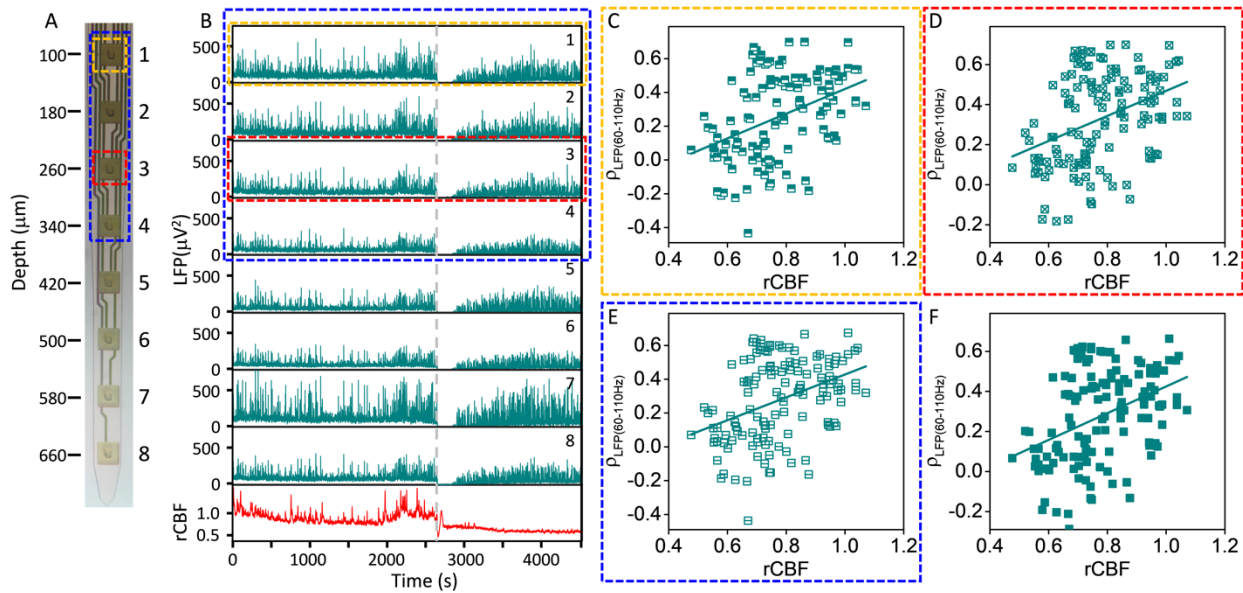 A
Depth (μm)
100
180
260
340
420
500
580
660
1
2
3
4
5
6
7
8
B
LFP(μV²)
500
0
1
500
0
2
500
0
3
500
0
4
500
0
5
500
0
6
500
0
7
500
0
8
rCBF
1.0
0.5
0 1000 2000 3000 4000
Time (s)
C
ρLFP(60-110Hz)
0.6
0.4
0.2
0.0
-0.2
-0.4
0.4 0.6 0.8 1.0 1.2
rCBF
D
ρLFP(60-110Hz)
0.6
0.4
0.2
0.0
-0.2
0.4 0.6 0.8 1.0 1.2
rCBF
E
ρLFP(60-110Hz)
0.6
0.4
0.2
0.0
-0.2
-0.4
0.4 0.6 0.8 1.0 1.2
rCBF
F
ρLFP(60-110Hz)
0.6
0.4
0.2
0.0
-0.2
0.4 0.6 0.8 1.0 1.2
rCBF